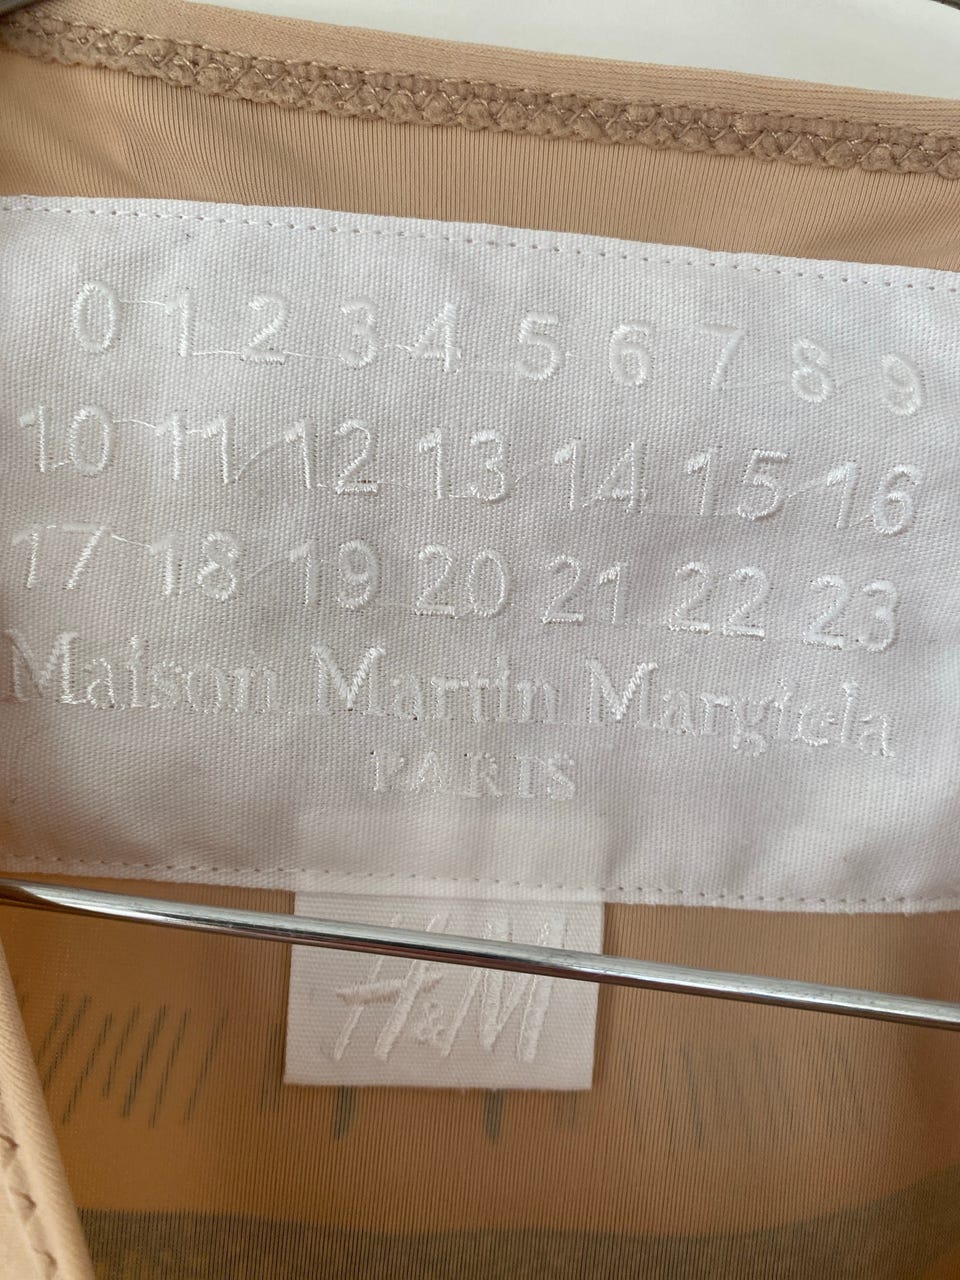 0 1 2 3 4 5 6 7 8 9
10 11 12 13 14 15 16
17 18 19 20 21 22 23
Maison Martin Margiela
PARIS
H&M